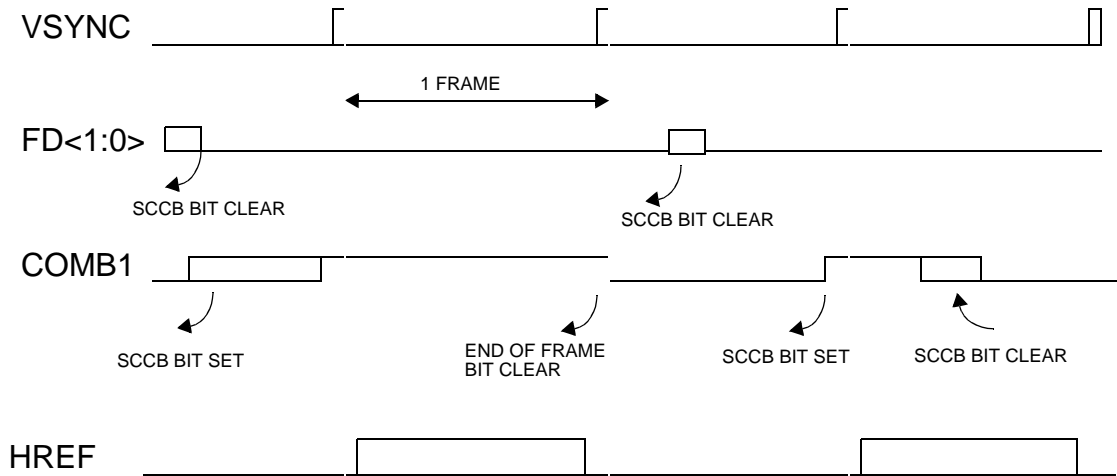 VSYNC
1 FRAME
FD<1:0>
SCCB BIT CLEAR
SCCB BIT CLEAR
COMB1
SCCB BIT SET
END OF FRAME
BIT CLEAR
SCCB BIT SET
SCCB BIT CLEAR
HREF